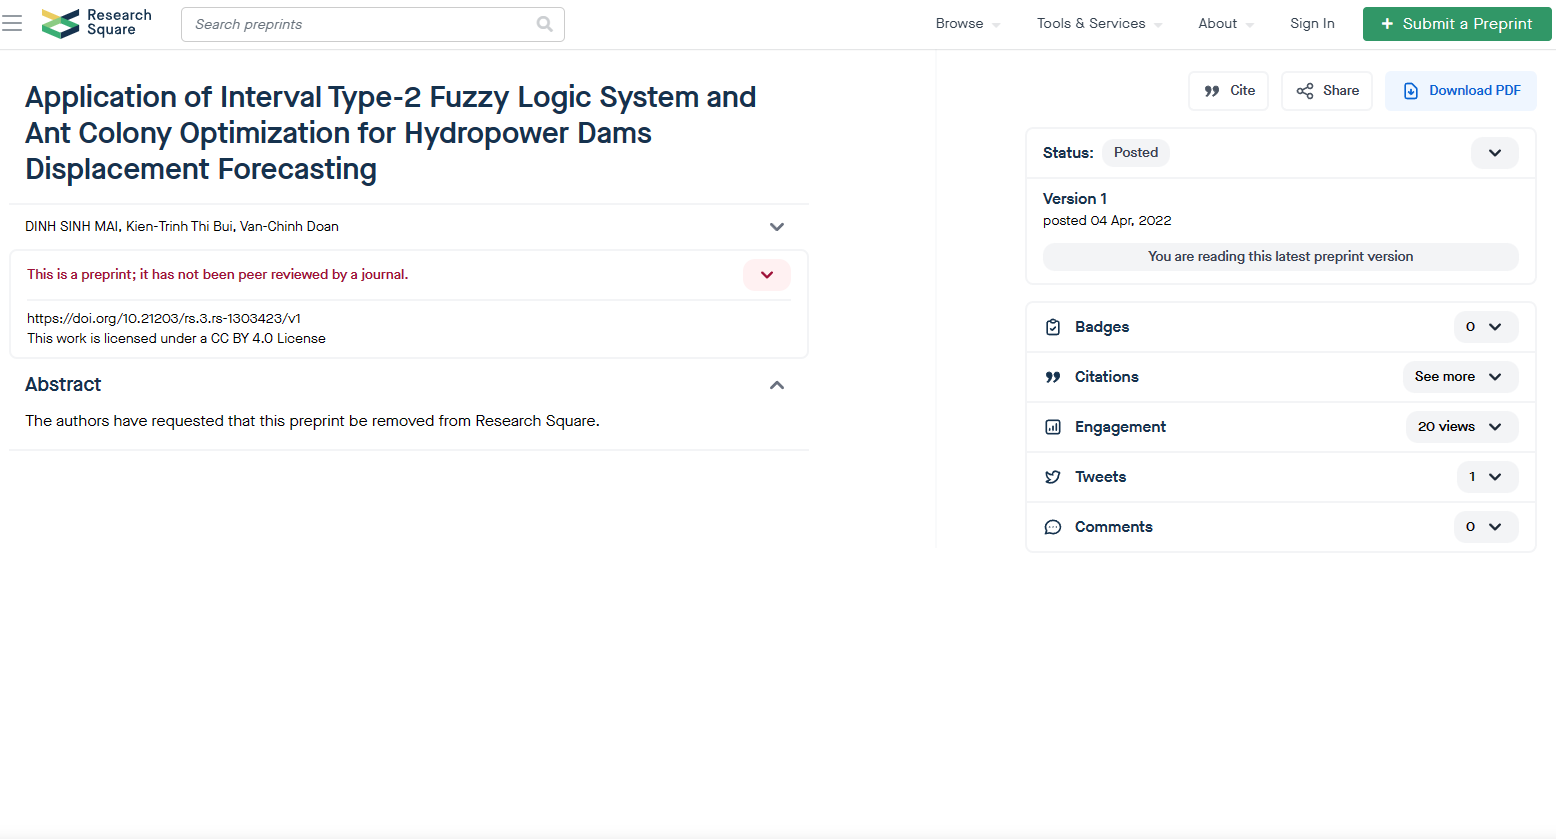 Research
Square
Search preprints
Browse
Tools & Services
About
Sign In
+ Submit a Preprint
Application of Interval Type-2 Fuzzy Logic System and
Ant Colony Optimization for Hydropower Dams
Displacement Forecasting
DINH SINH MAI, Kien-Trinh Thi Bui, Van-Chinh Doan
This is a preprint; it has not been peer reviewed by a journal.
https://doi.org/10.21203/rs.3.rs-1303423/v1
This work is licensed under a CC BY 4.0 License
Abstract
The authors have requested that this preprint be removed from Research Square.
Cite
Share
Download PDF
Status: Posted
Version 1
posted 04 Apr, 2022
You are reading this latest preprint version
Badges 0
Citations See more
Engagement 20 views
Tweets 1
Comments 0